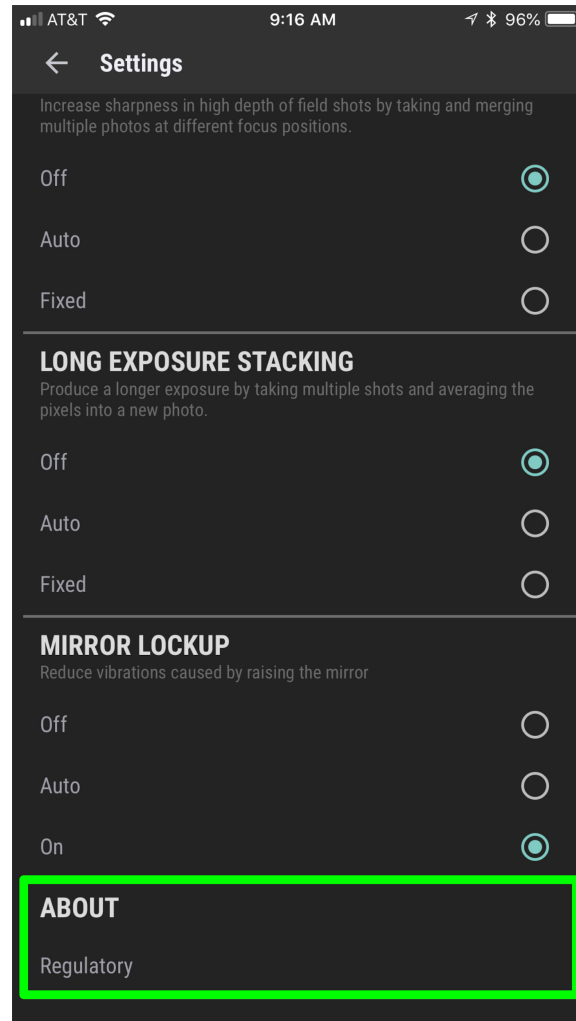 AT&T 9:16 AM 96%
Settings
Increase sharpness in high depth of field shots by taking and merging
multiple photos at different focus positions.
Off
Auto
Fixed
LONG EXPOSURE STACKING
Produce a longer exposure by taking multiple shots and averaging the
pixels into a new photo.
Off
Auto
Fixed
MIRROR LOCKUP
Reduce vibrations caused by raising the mirror
Off
Auto
On
ABOUT
Regulatory